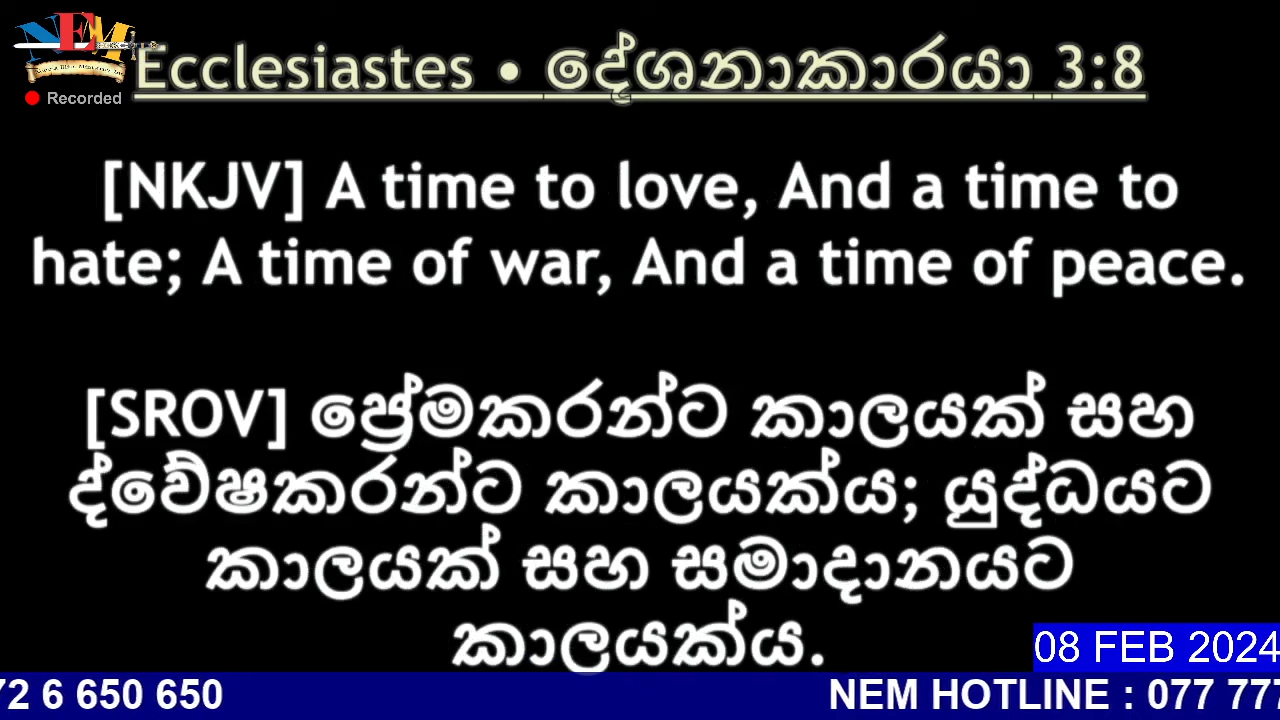 NEM
Recorded
Ecclesiastes • දේශනාකාරයා 3:8
[NKJV] A time to love, And a time to
hate; A time of war, And a time of peace.
[SROV] ප්‍රේමකරන්ට කාලයක් සහ
ද්වේෂකරන්ට කාලයක්ය; යුද්ධයට
කාලයක් සහ සමාදානයට
කාලයක්ය.
08 FEB 2024
72 6 650 650
NEM HOTLINE : 077 777